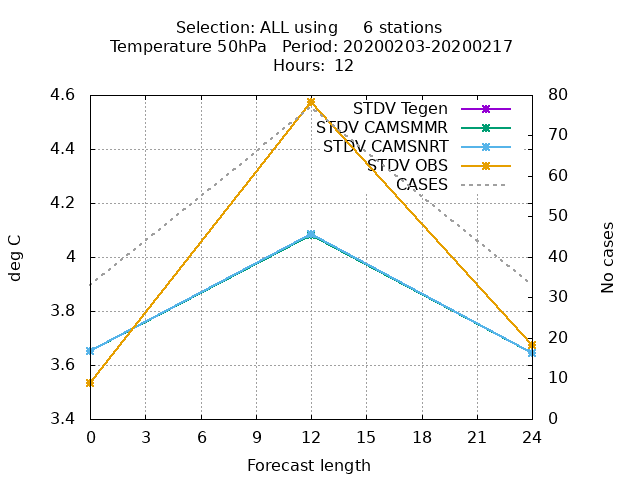 Selection: ALL using     6 stations
Temperature 50hPa   Period: 20200203-20200217
Hours: 12
4.6
4.4
4.2
4
3.8
3.6
3.4
deg C
80
70
60
50
40
30
20
10
0
No cases
STDV Tegen
STDV CAMSMMR
STDV CAMSNRT
STDV OBS
CASES
0 3 6 9 12 15 18 21 24
Forecast length